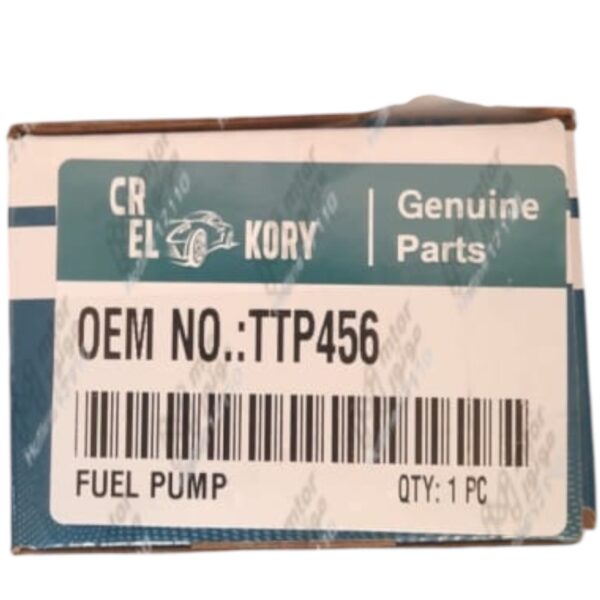 CR
EL KORY
Genuine
Parts
OEM NO.:TTP456
FUEL PUMP
QTY: 1 PC